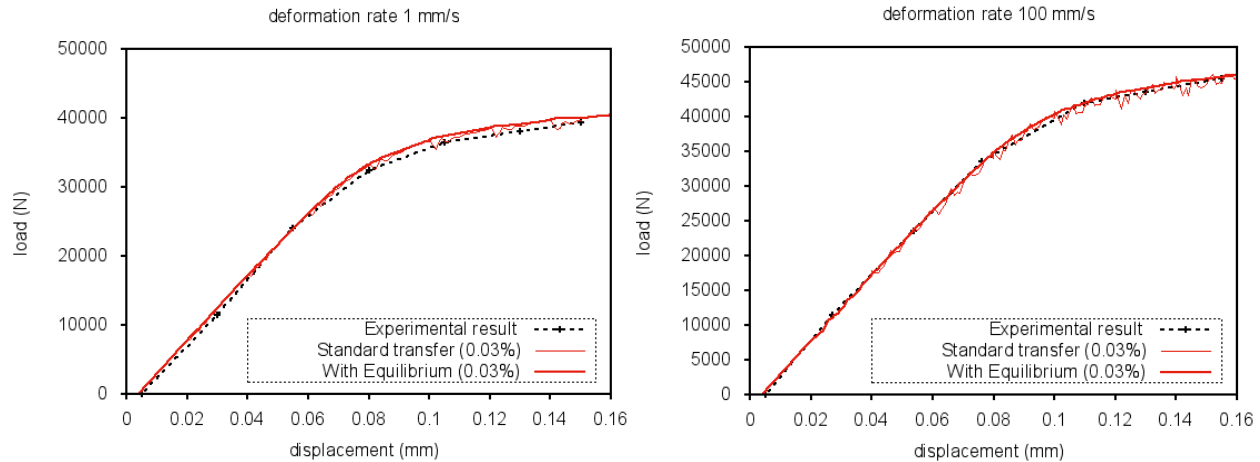 deformation rate 1 mm/s
50000
40000
30000
20000
10000
0
load (N)
Experimental result
Standard transfer (0.03%)
With Equilibrium (0.03%)
0 0.02 0.04 0.06 0.08 0.1 0.12 0.14 0.16
displacement (mm)
deformation rate 100 mm/s
50000
45000
40000
35000
30000
25000
20000
15000
10000
5000
0
load (N)
Experimental result
Standard transfer (0.03%)
With Equilibrium (0.03%)
0 0.02 0.04 0.06 0.08 0.1 0.12 0.14 0.16
displacement (mm)